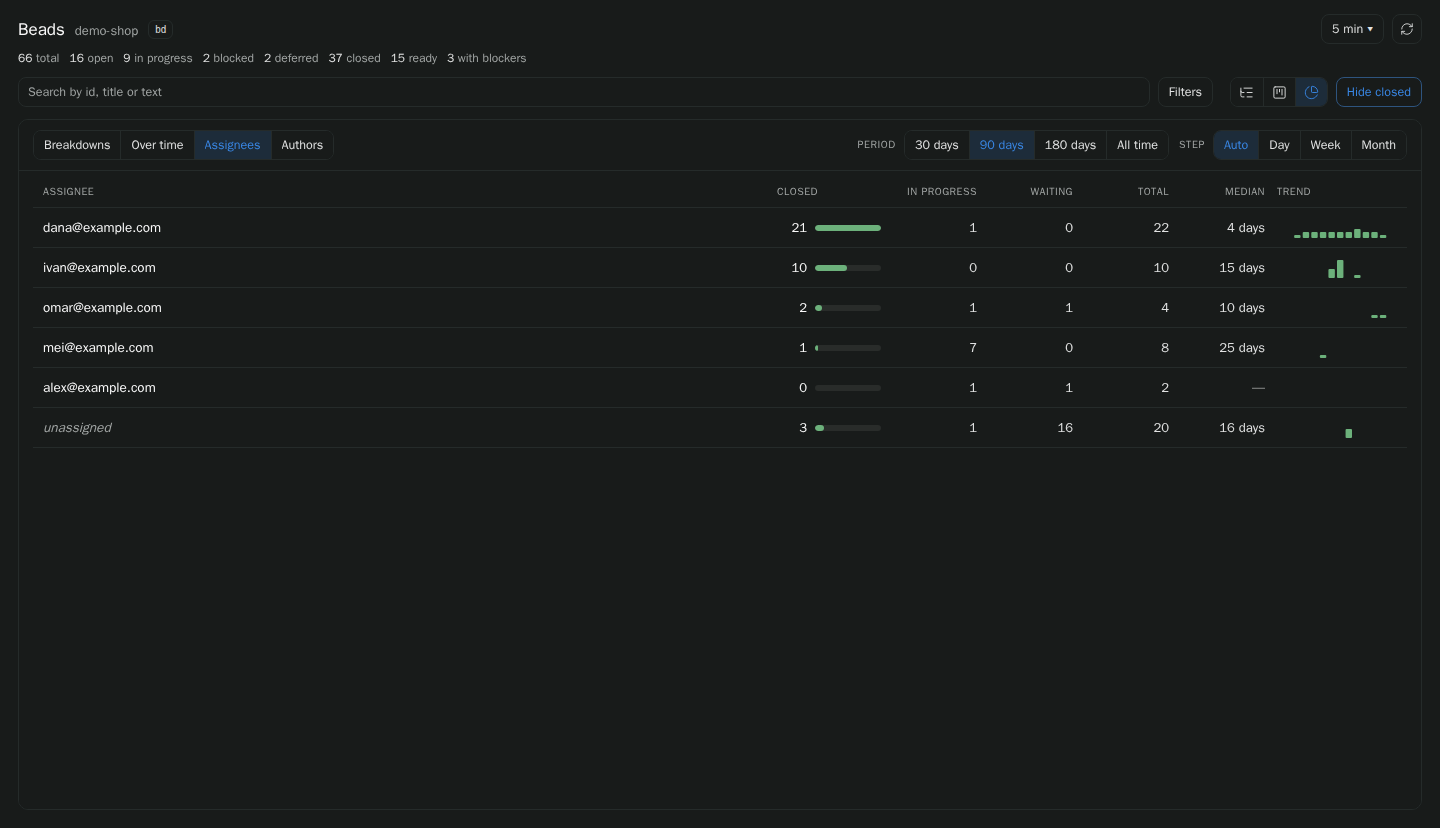 Beads demo-shop bd 5 min
66 total 16 open 9 in progress 2 blocked 2 deferred 37 closed 15 ready 3 with blockers
Search by id, title or text Filters Hide closed
Breakdowns Over time Assignees Authors PERIOD 30 days 90 days 180 days All time STEP Auto Day Week Month
ASSIGNEE CLOSED IN PROGRESS WAITING TOTAL MEDIAN TREND
dana@example.com 21 1 0 22 4 days
ivan@example.com 10 0 0 10 15 days
omar@example.com 2 1 1 4 10 days
mei@example.com 1 7 0 8 25 days
alex@example.com 0 1 1 2 —
unassigned 3 1 16 20 16 days